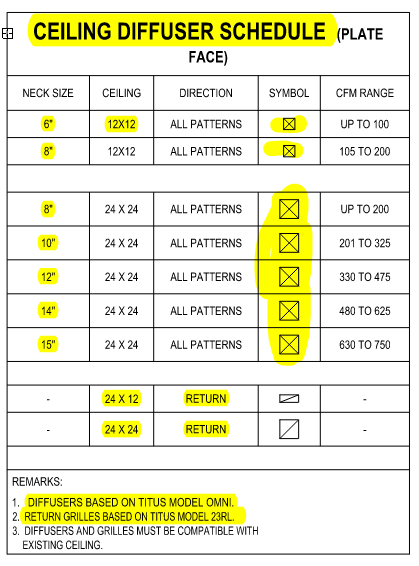 CEILING DIFFUSER SCHEDULE (PLATE
FACE)
NECK SIZE CEILING DIRECTION SYMBOL CFM RANGE
6" 12X12 ALL PATTERNS UP TO 100
8" 12X12 ALL PATTERNS 105 TO 200
8" 24 X 24 ALL PATTERNS UP TO 200
10" 24 X 24 ALL PATTERNS 201 TO 325
12" 24 X 24 ALL PATTERNS 330 TO 475
14" 24 X 24 ALL PATTERNS 480 TO 625
15" 24 X 24 ALL PATTERNS 630 TO 750
- 24 X 12 RETURN -
- 24 X 24 RETURN -
REMARKS:
1. DIFFUSERS BASED ON TITUS MODEL OMNI.
2. RETURN GRILLES BASED ON TITUS MODEL 23RL.
3. DIFFUSERS AND GRILLES MUST BE COMPATIBLE WITH
EXISTING CEILING.